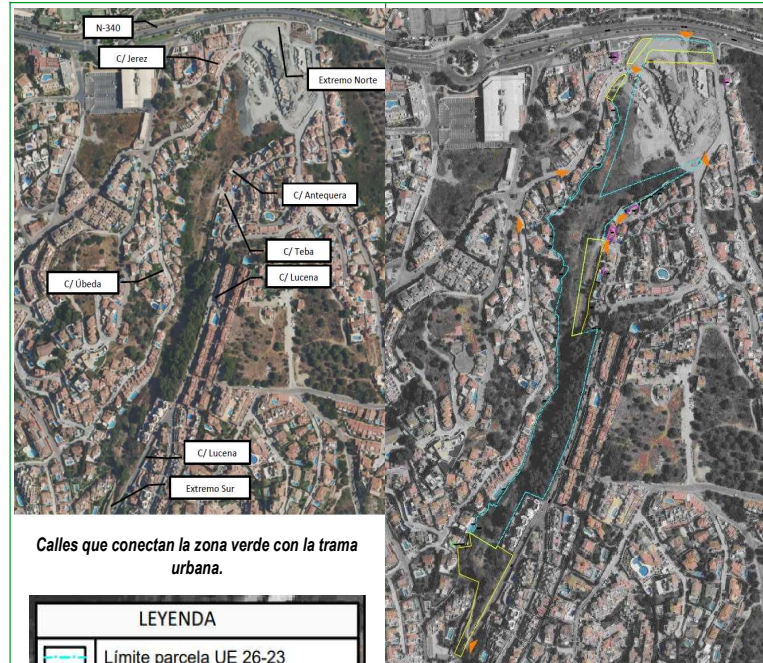 N-340
C/ Jerez
Extremo Norte
C/ Antequera
C/ Teba
C/ Lucena
C/ Úbeda
C/ Lucena
Extremo Sur
Calles que conectan la zona verde con la trama
urbana.
LEYENDA
Límite parcela UE 26-23